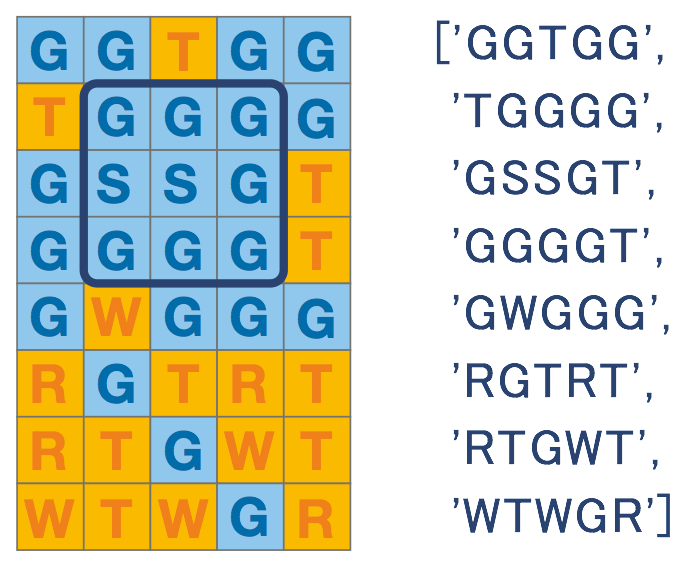 G G T G G ['GGTGG',
T G G G G 'TGGGG',
G S S G T 'GSSGT',
G G G G T 'GGGGT',
G W G G G 'GWGGG',
R G T R T 'RGTRT',
R T G W T 'RTGWT',
W T W G R 'WTWGR']